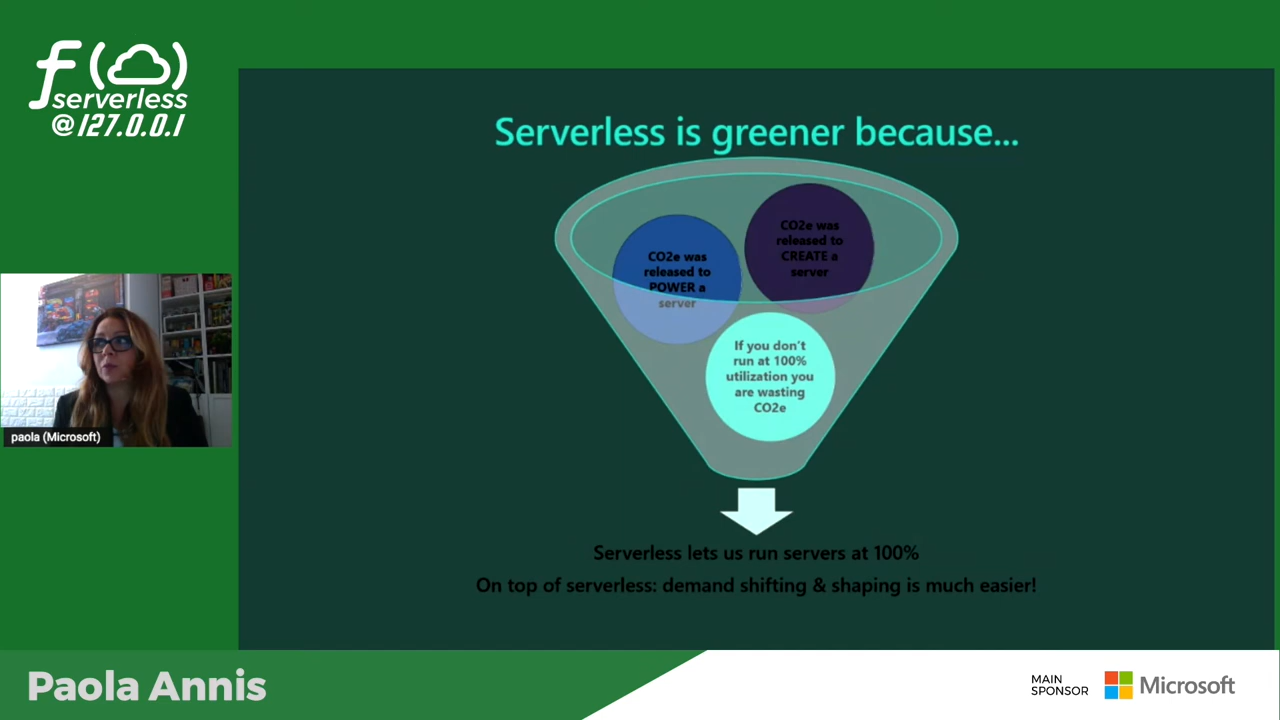 f()
serverless
@127.0.0.1
Serverless is greener because...
CO2e was
released to
POWER a
server
CO2e was
released to
CREATE a
server
If you don't
run at 100%
utilization you
are wasting
CO2e
Serverless lets us run servers at 100%
On top of serverless: demand shifting & shaping is much easier!
paola (Microsoft)
Paola Annis
MAIN
SPONSOR
Microsoft